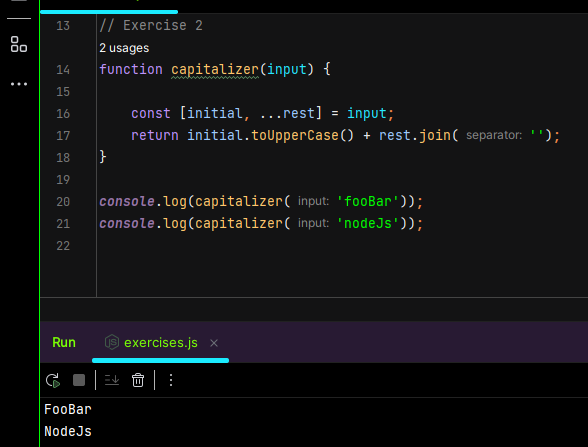 13 // Exercise 2
2 usages
14 function capitalizer(input) {
15
16 const [initial, ...rest] = input;
17 return initial.toUpperCase() + rest.join( separator: '');
18 }
19
20 console.log(capitalizer( input: 'fooBar'));
21 console.log(capitalizer( input: 'nodeJs'));
22
Run JS exercises.js ×
FooBar
NodeJs